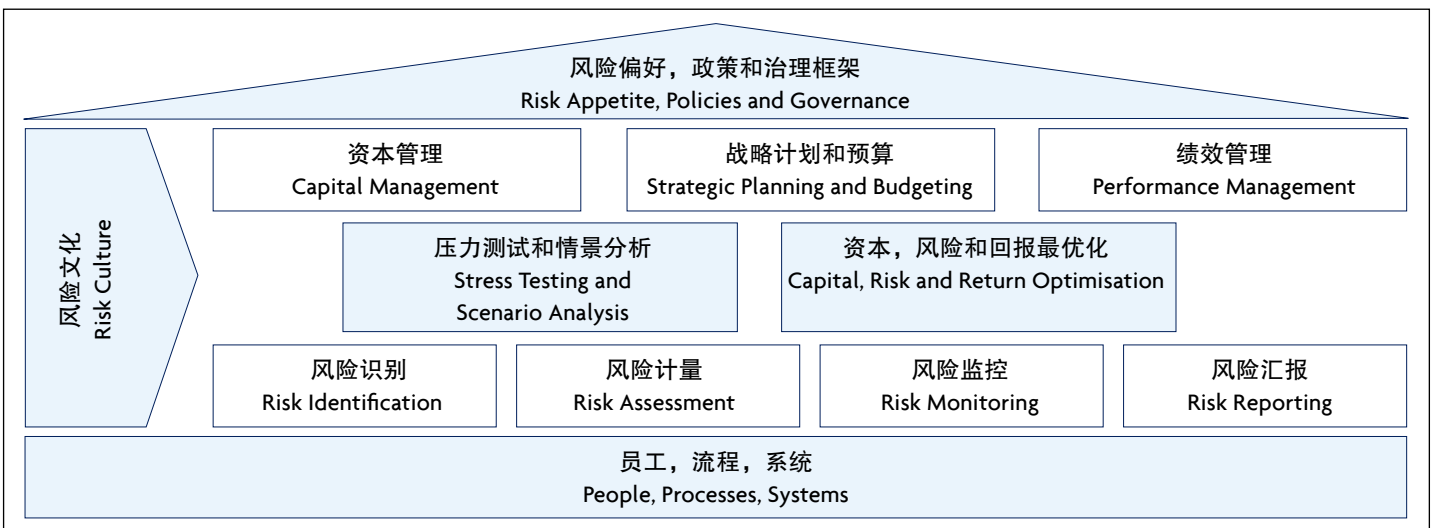 风险偏好，政策和治理框架
Risk Appetite, Policies and Governance
风险文化
Risk Culture
资本管理
Capital Management
战略计划和预算
Strategic Planning and Budgeting
绩效管理
Performance Management
压力测试和情景分析
Stress Testing and
Scenario Analysis
资本，风险和回报最优化
Capital, Risk and Return Optimisation
风险识别
Risk Identification
风险计量
Risk Assessment
风险监控
Risk Monitoring
风险汇报
Risk Reporting
员工，流程，系统
People, Processes, Systems